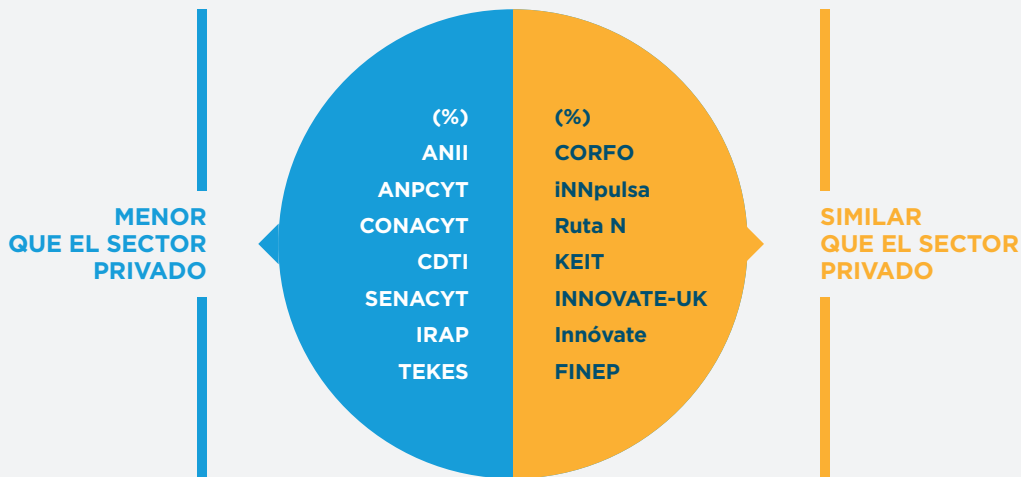 MENOR
QUE EL SECTOR
PRIVADO
(%)
ANII
ANPCYT
CONACYT
CDTI
SENACYT
IRAP
TEKES
(%)
CORFO
iNNpulsa
Ruta N
KEIT
INNOVATE-UK
Innóvate
FINEP
SIMILAR
QUE EL SECTOR
PRIVADO